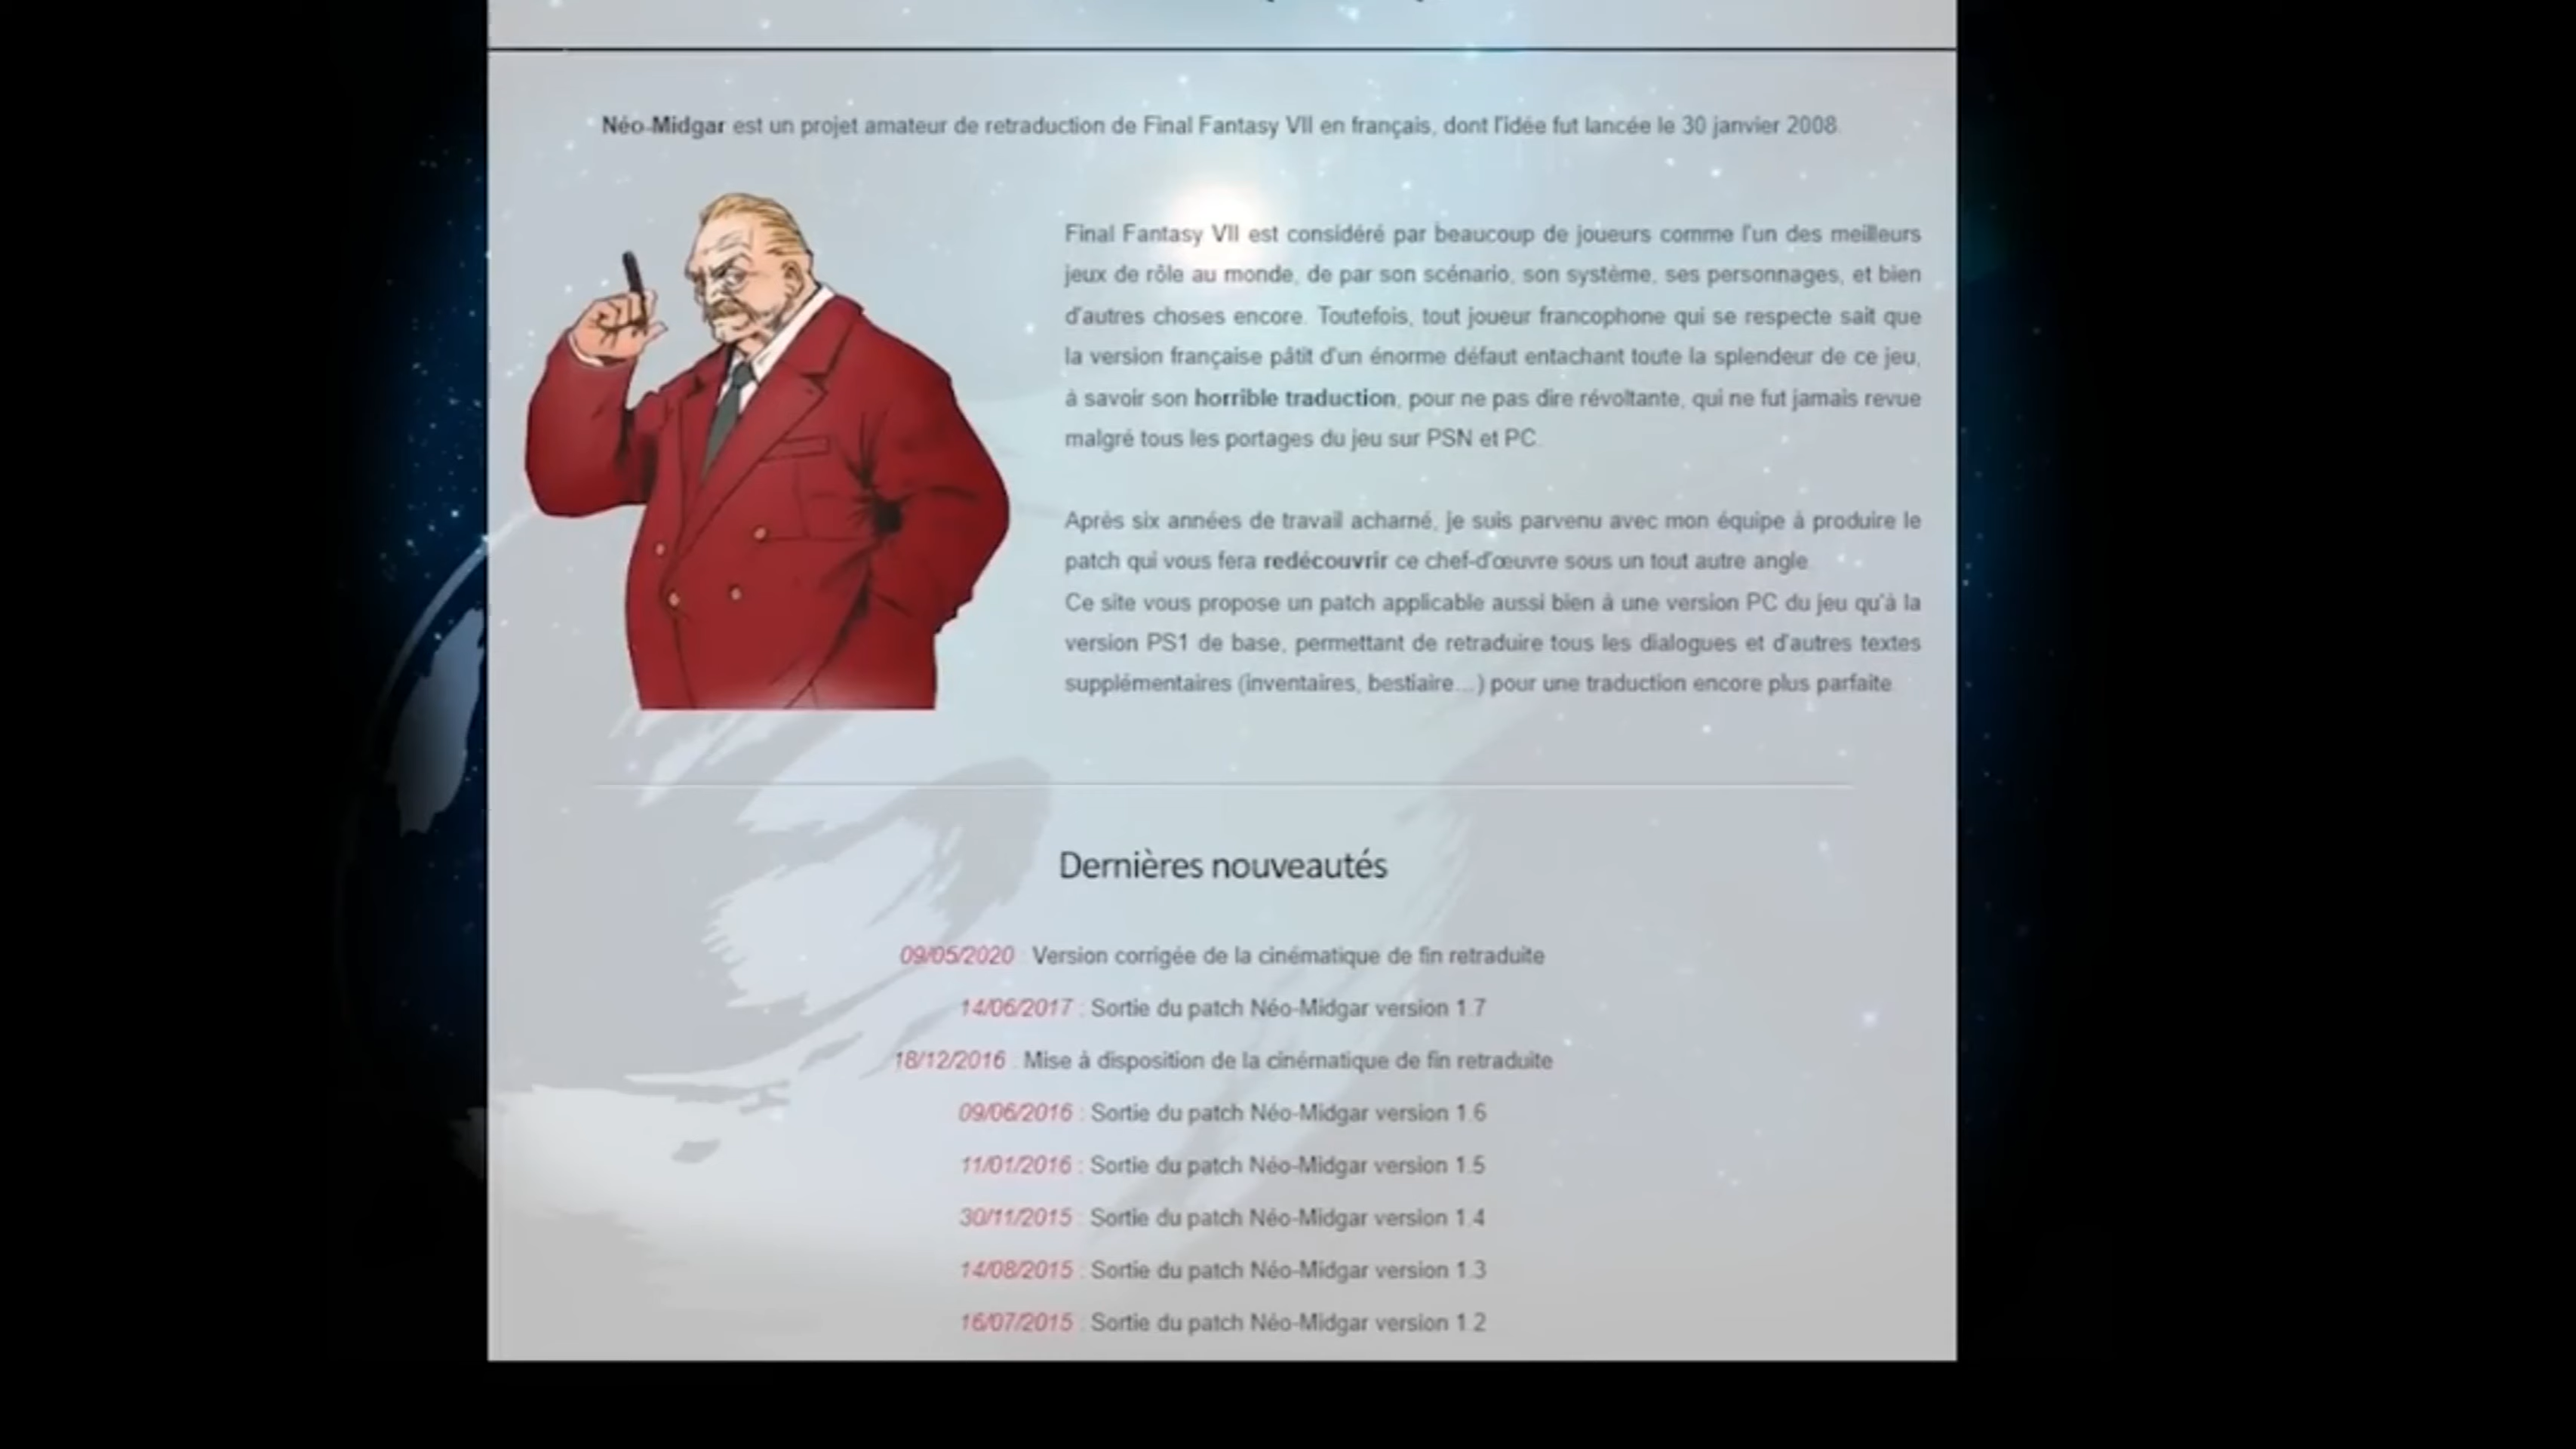 Néo-Midgar est un projet amateur de retraduction de Final Fantasy VII en français, dont l'idée fut lancée le 30 janvier 2008.
Final Fantasy VII est considéré par beaucoup de joueurs comme l'un des meilleurs
jeux de rôle au monde, de par son scénario, son système, ses personnages, et bien
d'autres choses encore. Toutefois, tout joueur francophone qui se respecte sait que
la version française pâtit d'un énorme défaut entachant toute la splendeur de ce jeu,
à savoir son horrible traduction, pour ne pas dire révoltante, qui ne fut jamais revue
malgré tous les portages du jeu sur PSN et PC.
Après six années de travail acharné, je suis parvenu avec mon équipe à produire le
patch qui vous fera redécouvrir ce chef-d'œuvre sous un tout autre angle.
Ce site vous propose un patch applicable aussi bien à une version PC du jeu qu'à la
version PS1 de base, permettant de retraduire tous les dialogues et d'autres textes
supplémentaires (inventaires, bestiaire...) pour une traduction encore plus parfaite.
Dernières nouveautés
09/05/2020 : Version corrigée de la cinématique de fin retraduite
14/06/2017 : Sortie du patch Néo-Midgar version 1.7
18/12/2016 : Mise à disposition de la cinématique de fin retraduite
09/06/2016 : Sortie du patch Néo-Midgar version 1.6
11/01/2016 : Sortie du patch Néo-Midgar version 1.5
30/11/2015 : Sortie du patch Néo-Midgar version 1.4
14/08/2015 : Sortie du patch Néo-Midgar version 1.3
16/07/2015 : Sortie du patch Néo-Midgar version 1.2